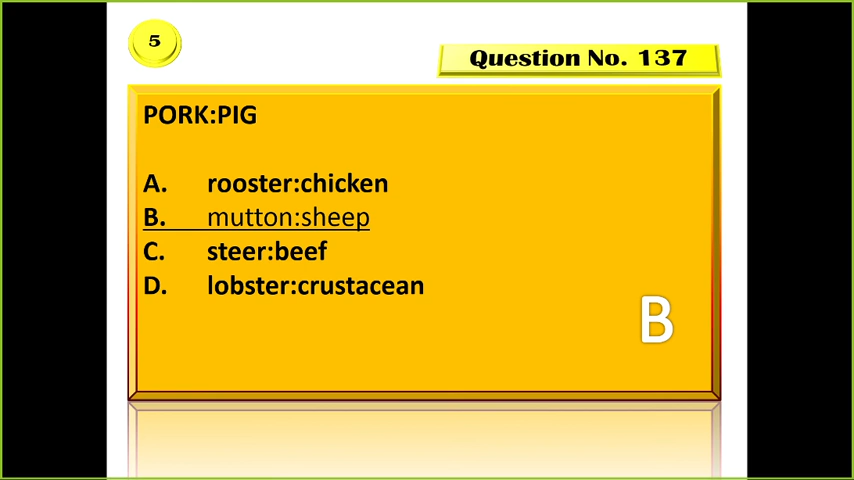 5
Question No. 137
PORK:PIG
A. rooster:chicken
B. mutton:sheep
C. steer:beef
D. lobster:crustacean
B